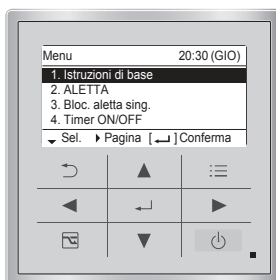 Menu 20:30 (GIO)
1. Istruzioni di base
2. ALETTA
3. Bloc. aletta sing.
4. Timer ON/OFF
Sel. Pagina [ ] Conferma